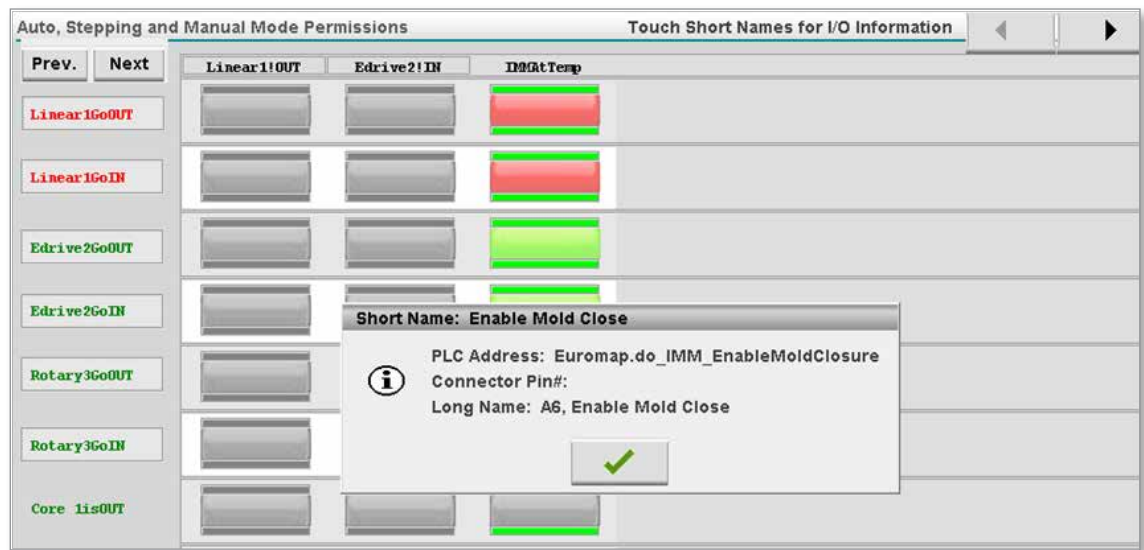 Auto, Stepping and Manual Mode Permissions Touch Short Names for I/O Information
Prev. Next Linear1!OUT Edrive2!IN IMMAtTemp
Linear1GoOUT
Linear1GoIN
Edrive2GoOUT
Edrive2GoIN
Short Name: Enable Mold Close
PLC Address: Euromap.do_IMM_EnableMoldClosure
Rotary3GoOUT
Connector Pin#:
Long Name: A6, Enable Mold Close
Rotary3GoIN
Core 1isOUT